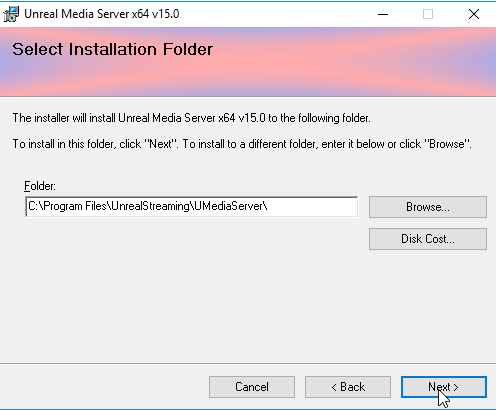 Unreal Media Server x64 v15.0
Select Installation Folder
The installer will install Unreal Media Server x64 v15.0 to the following folder.
To install in this folder, click "Next". To install to a different folder, enter it below or click "Browse".
Folder:
C:\Program Files\UnrealStreaming\UMediaServer\
Browse...
Disk Cost...
Cancel
< Back
Next >